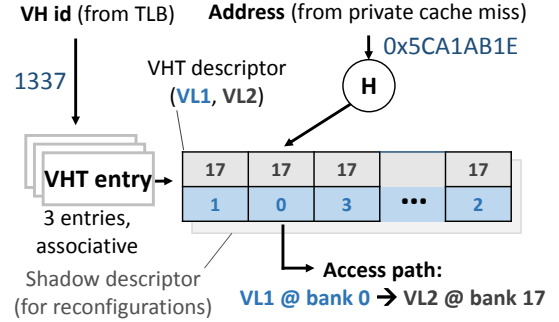 VH id (from TLB)
Address (from private cache miss)
1337
0x5CA1AB1E
VHT descriptor
(VL1, VL2)
H
VHT entry
17 17 17 17
1 0 3 ••• 2
3 entries,
associative
Shadow descriptor
(for reconfigurations)
Access path:
VL1 @ bank 0 → VL2 @ bank 17